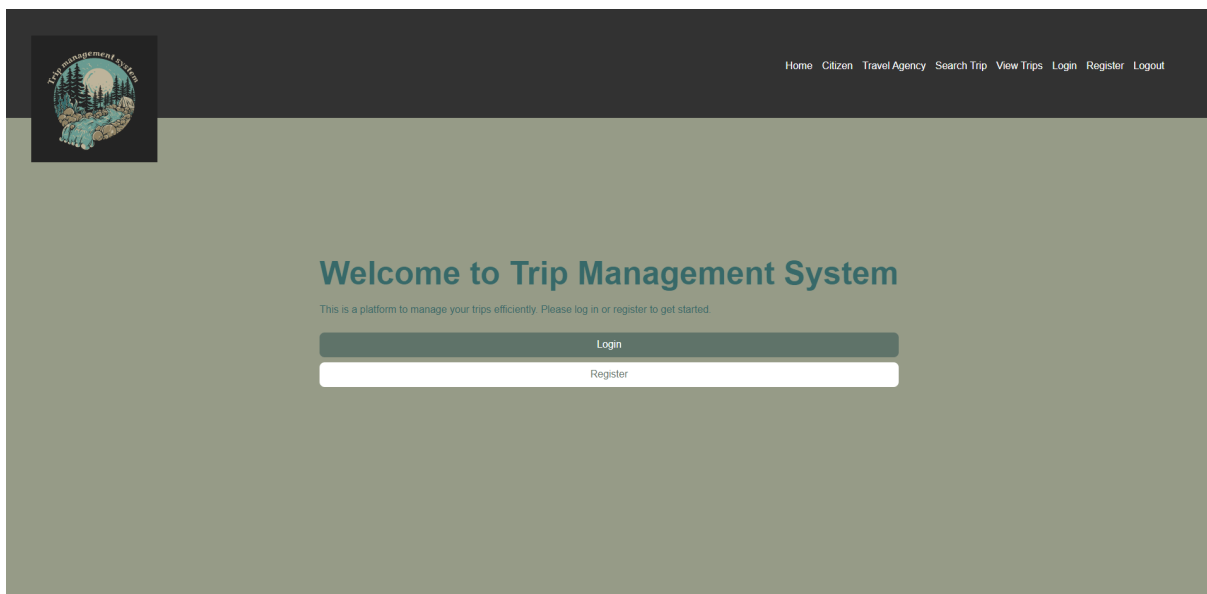 Trip management system
Home Citizen Travel Agency Search Trip View Trips Login Register Logout
Welcome to Trip Management System
This is a platform to manage your trips efficiently. Please log in or register to get started.
Login
Register